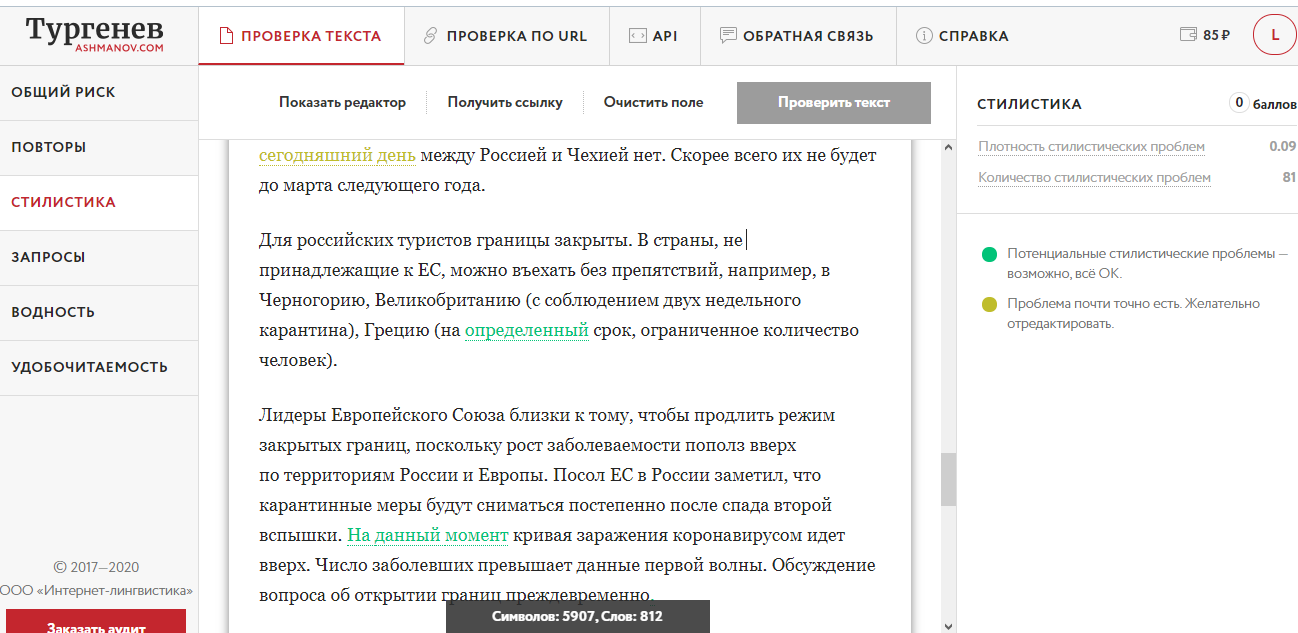 Тургенев
ASHMANOV.COM
ПРОВЕРКА ТЕКСТА
ПРОВЕРКА ПО URL
API
ОБРАТНАЯ СВЯЗЬ
СПРАВКА
85 ₽
L
ОБЩИЙ РИСК
ПОВТОРЫ
СТИЛИСТИКА
ЗАПРОСЫ
ВОДНОСТЬ
УДОБОЧИТАЕМОСТЬ
© 2017—2020
ООО «Интернет-лингвистика»
Заказать аудит
Показать редактор
Получить ссылку
Очистить поле
Проверить текст
сегодняшний день между Россией и Чехией нет. Скорее всего их не будет
до марта следующего года.
Для российских туристов границы закрыты. В страны, не
принадлежащие к ЕС, можно въехать без препятствий, например, в
Черногорию, Великобританию (с соблюдением двух недельного
карантина), Грецию (на определенный срок, ограниченное количество
человек).
Лидеры Европейского Союза близки к тому, чтобы продлить режим
закрытых границ, поскольку рост заболеваемости пополз вверх
по территориям России и Европы. Посол ЕС в России заметил, что
карантинные меры будут сниматься постепенно после спада второй
вспышки. На данный момент кривая заражения коронавирусом идет
вверх. Число заболевших превышает данные первой волны. Обсуждение
вопроса об открытии границ преждевременно.
Символов: 5907, Слов: 812
СТИЛИСТИКА
0 баллов
Плотность стилистических проблем 0.09
Количество стилистических проблем 81
Потенциальные стилистические проблемы —
возможно, всё ОК.
Проблема почти точно есть. Желательно
отредактировать.